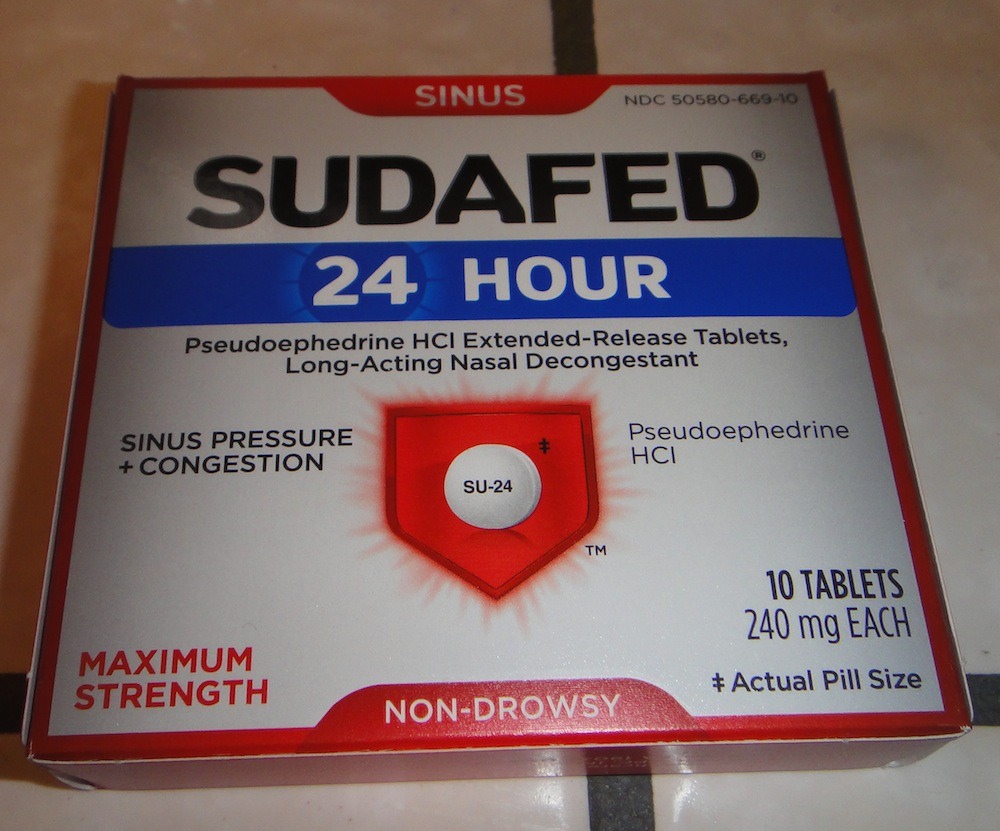 SINUS
NDC 50580-669-10
SUDAFED®
24 HOUR
Pseudoephedrine HCl Extended-Release Tablets,
Long-Acting Nasal Decongestant
SINUS PRESSURE
+ CONGESTION
‡
SU-24
TM
Pseudoephedrine
HCl
10 TABLETS
240 mg EACH
‡ Actual Pill Size
MAXIMUM
STRENGTH
NON-DROWSY